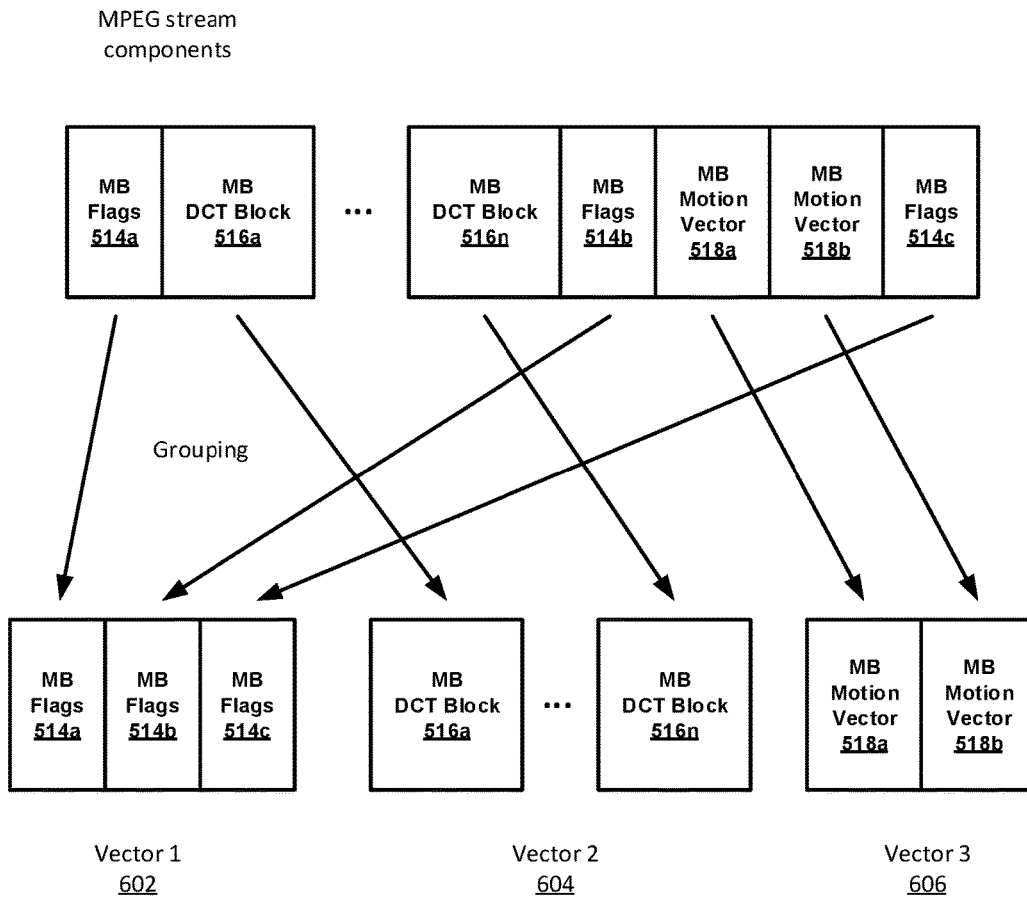 MPEG stream
components
MB
Flags
514a
MB
DCT Block
516a
...
MB
DCT Block
516n
MB
Flags
514b
MB
Motion
Vector
518a
MB
Motion
Vector
518b
MB
Flags
514c
Grouping
MB
Flags
514a
MB
Flags
514b
MB
Flags
514c
MB
DCT Block
516a
...
MB
DCT Block
516n
MB
Motion
Vector
518a
MB
Motion
Vector
518b
Vector 1
602
Vector 2
604
Vector 3
606